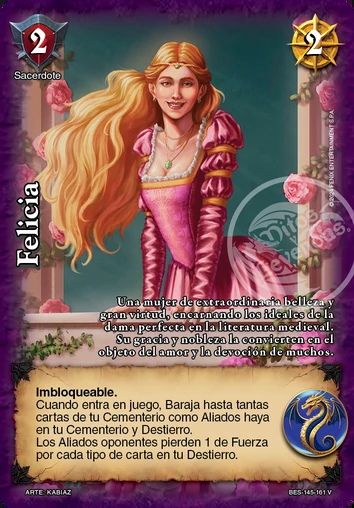 2
Sacerdote
2
Felicia
Mitos
Leyendas
Una mujer de extraordinaria belleza y
gran virtud, encarnando los ideales de la
dama perfecta en la literatura medieval.
Su gracia y nobleza la convierten en el
objeto del amor y la devoción de muchos.
Imbloqueable.
Cuando entra en juego, Baraja hasta tantas
cartas de tu Cementerio como Aliados haya
en tu Cementerio y Destierro.
Los Aliados oponentes pierden 1 de Fuerza
por cada tipo de carta en tu Destierro.
ARTE: KABIAZ
BES-145-161 V